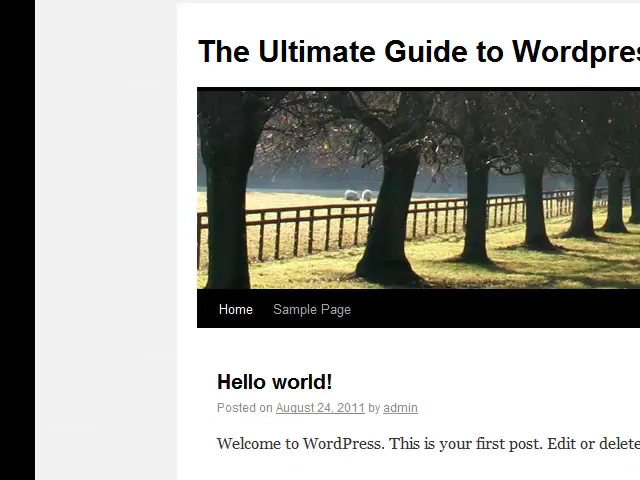 The Ultimate Guide to Wordpres
Home Sample Page
Hello world!
Posted on August 24, 2011 by admin
Welcome to WordPress. This is your first post. Edit or delete